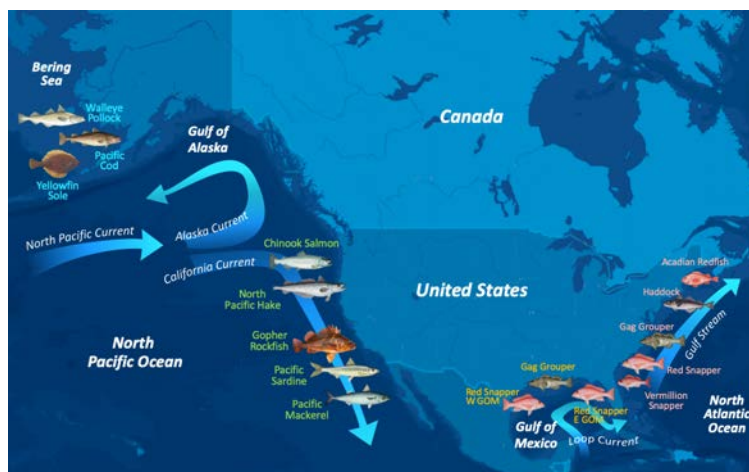 Bering
Sea
Walleye
Pollock
Pacific
Cod
Yellowfin
Sole
Gulf of
Alaska
Canada
North Pacific Current
Alaska Current
California Current
Chinook Salmon
North
Pacific Hake
Gopher
Rockfish
Pacific
Sardine
Pacific
Mackerel
North
Pacific Ocean
United States
Acadian Redfish
Haddock
Gag Grouper
Gulf Stream
Red Snapper
Vermillion
Snapper
Gag Grouper
Red Snapper
W GOM
Red Snapper
E GOM
Gulf of
Mexico
Loop Current
North
Atlantic
Ocean